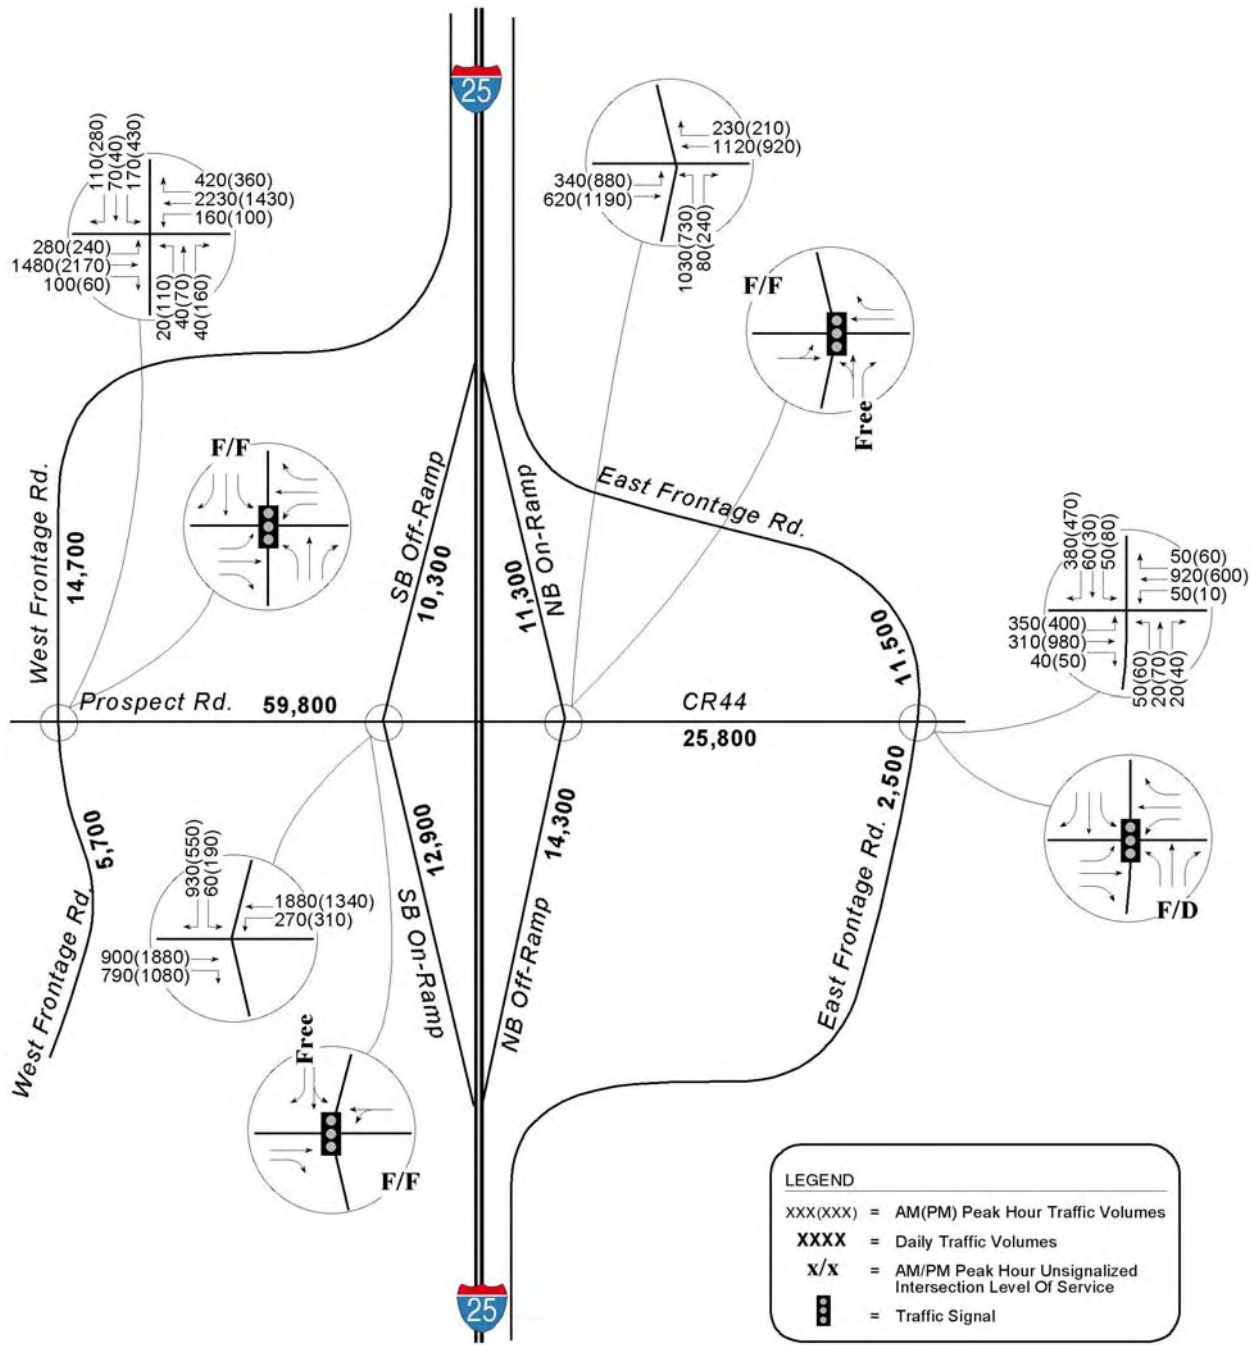 25
110(280)
70(40)
170(430)
420(360)
2230(1430)
160(100)
280(240)
1480(2170)
100(60)
20(110)
40(70)
40(160)
230(210)
1120(920)
340(880)
620(1190)
1030(730)
80(240)
F/F
Free
F/F
West Frontage Rd.
14,700
SB Off-Ramp
10,300
NB On-Ramp
11,300
East Frontage Rd.
11,500
380(470)
60(30)
50(80)
50(60)
920(600)
50(10)
350(400)
310(980)
40(50)
50(60)
20(70)
20(40)
Prospect Rd. 59,800
CR44
25,800
F/D
West Frontage Rd.
5,700
12,900
SB On-Ramp
14,300
NB Off-Ramp
East Frontage Rd. 2,500
930(550)
60(190)
1880(1340)
270(310)
900(1880)
790(1080)
Free
F/F
25
LEGEND
XXX(XXX) = AM(PM) Peak Hour Traffic Volumes
XXXX = Daily Traffic Volumes
x/x = AM/PM Peak Hour Unsignalized
Intersection Level Of Service
= Traffic Signal